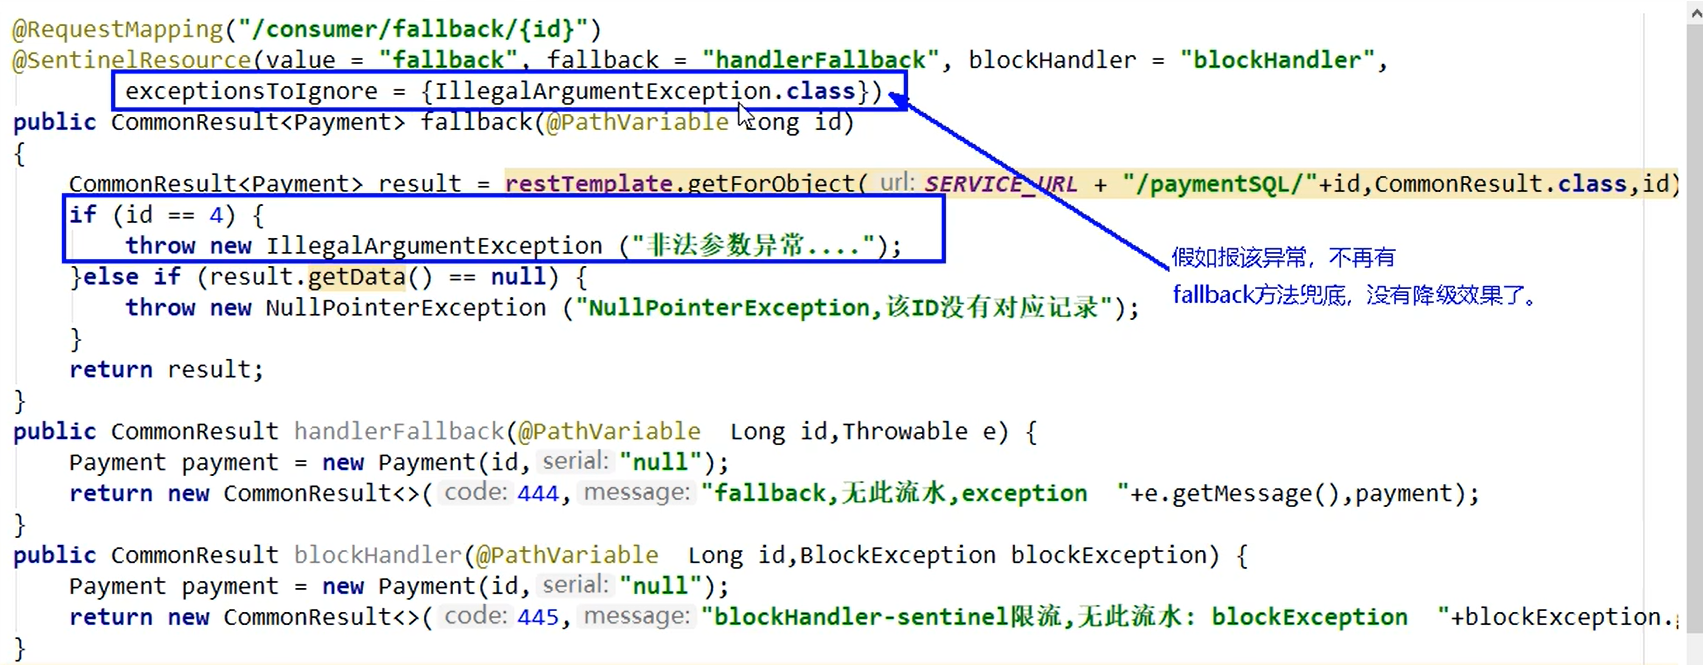 @RequestMapping("/consumer/fallback/{id}")
@SentinelResource(value = "fallback", fallback = "handlerFallback", blockHandler = "blockHandler",
exceptionsToIgnore = {IllegalArgumentException.class})
public CommonResult<Payment> fallback(@PathVariable Long id)
{
CommonResult<Payment> result = restTemplate.getForObject( url: SERVICE_URL + "/paymentSQL/"+id,CommonResult.class,id)
if (id == 4) {
throw new IllegalArgumentException ("非法参数异常....");
}else if (result.getData() == null) {
throw new NullPointerException ("NullPointerException,该ID没有对应记录");
}
return result;
}
假如报该异常，不再有
fallback方法兜底，没有降级效果了。
public CommonResult handlerFallback(@PathVariable  Long id,Throwable e) {
Payment payment = new Payment(id, serial: "null");
return new CommonResult<>( code: 444, message: "fallback,无此流水,exception  "+e.getMessage(),payment);
}
public CommonResult blockHandler(@PathVariable  Long id,BlockException blockException) {
Payment payment = new Payment(id, serial: "null");
return new CommonResult<>( code: 445, message: "blockHandler-sentinel限流,无此流水: blockException  "+blockException.
}